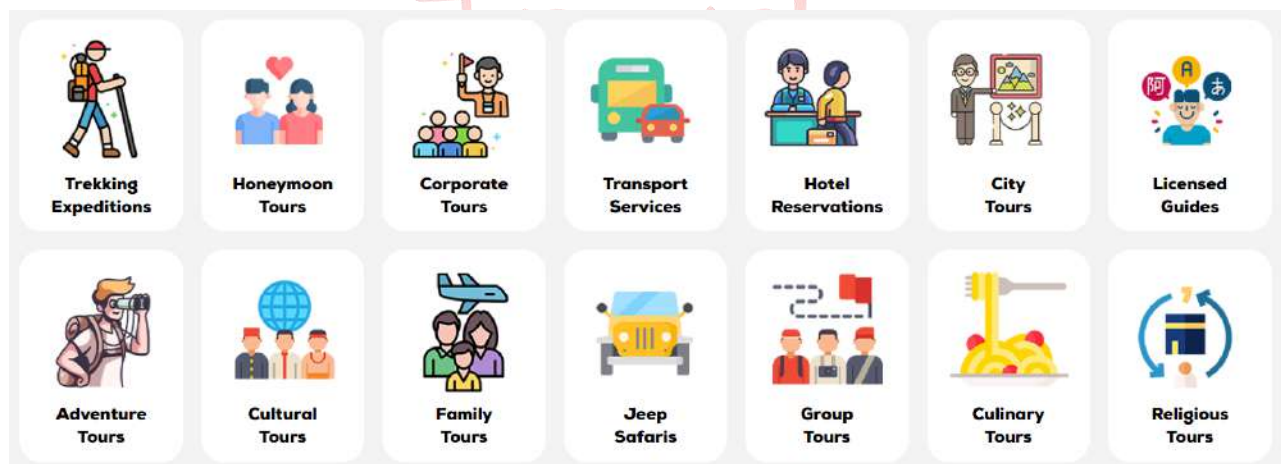 阿
A
あ
Trekking
Expeditions
Honeymoon
Tours
Corporate
Tours
Transport
Services
Hotel
Reservations
City
Tours
Licensed
Guides
Adventure
Tours
Cultural
Tours
Family
Tours
Jeep
Safaris
Group
Tours
Culinary
Tours
Religious
Tours